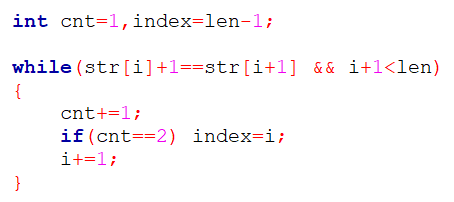 int cnt=1,index=len-1;
while(str[i]+1==str[i+1] && i+1<len)
{
cnt+=1;
if(cnt==2) index=i;
i+=1;
}